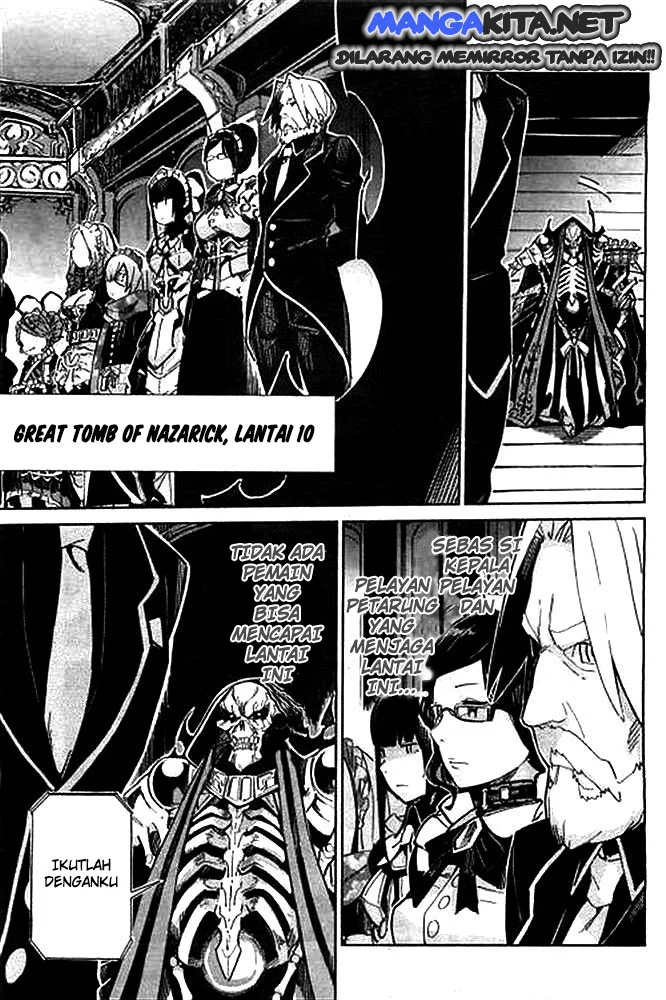 MANGAKITA.NET
DILARANG MEMIRROR TANPA IZIN!!
GREAT TOMB OF NAZARICK, LANTAI 10
SEBAS SI
KEPALA
PELAYAN
DAN
PELAYAN
PETARUNG
YANG
MENJAGA
LANTAI
INI......
TIDAK ADA
PEMAIN
YANG
BISA
MENCAPAI
LANTAI
INI
IKUTLAH
DENGANKU